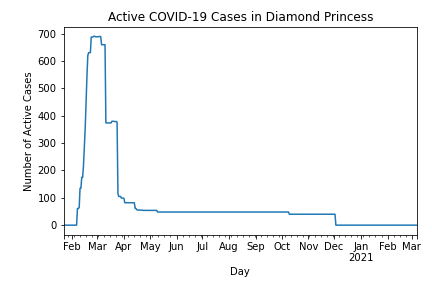 Active COVID-19 Cases in Diamond Princess
700
600
500
400
300
200
100
0
Number of Active Cases
Feb Mar Apr May Jun Jul Aug Sep Oct Nov Dec Jan Feb Mar
2021
Day